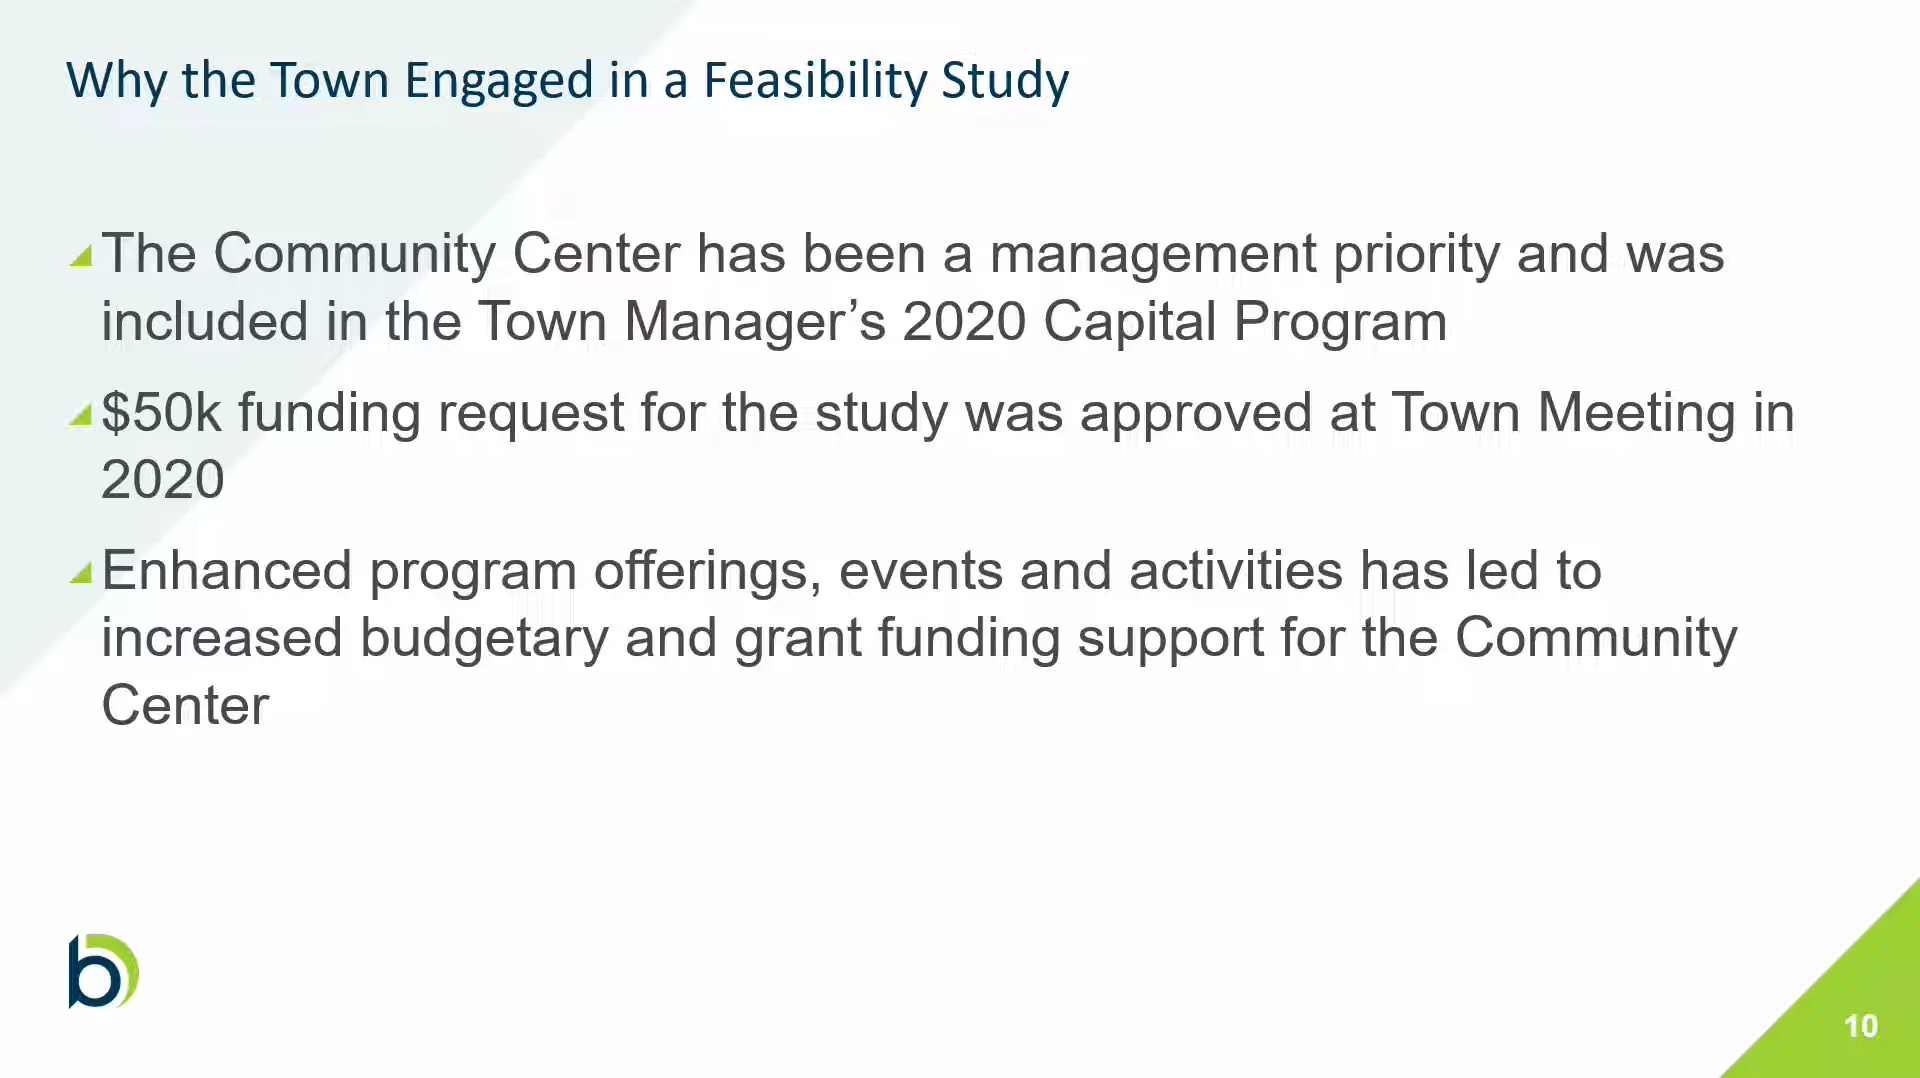 Why the Town Engaged in a Feasibility Study
The Community Center has been a management priority and was
included in the Town Manager’s 2020 Capital Program
$50k funding request for the study was approved at Town Meeting in
2020
Enhanced program offerings, events and activities has led to
increased budgetary and grant funding support for the Community
Center
b
10